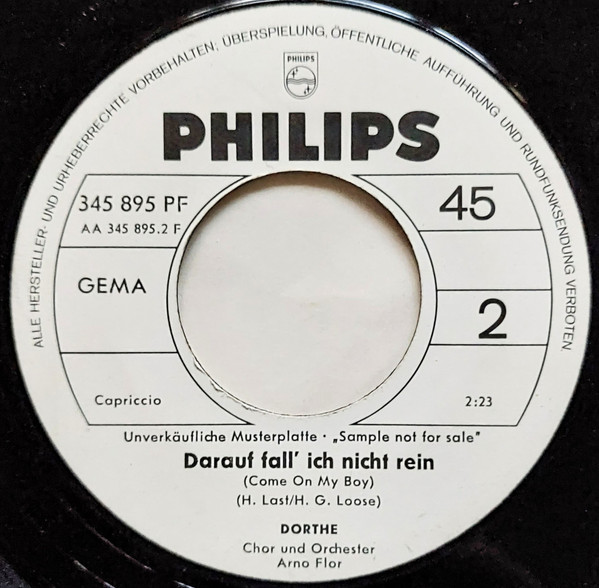 ALLE HERSTELLER- UND URHEBERRECHTE VORBEHALTEN; ÜBERSPIELUNG, ÖFFENTLICHE AUFFÜHRUNG UND RUNDFUNKSENDUNG VERBOTEN.
PHILIPS
PHILIPS
345 895 PF
AA 345 895.2 F
45
GEMA
2
Capriccio
2:23
Unverkäufliche Musterplatte · „Sample not for sale"
Darauf fall' ich nicht rein
(Come On My Boy)
(H. Last/H. G. Loose)
DORTHE
Chor und Orchester
Arno Flor